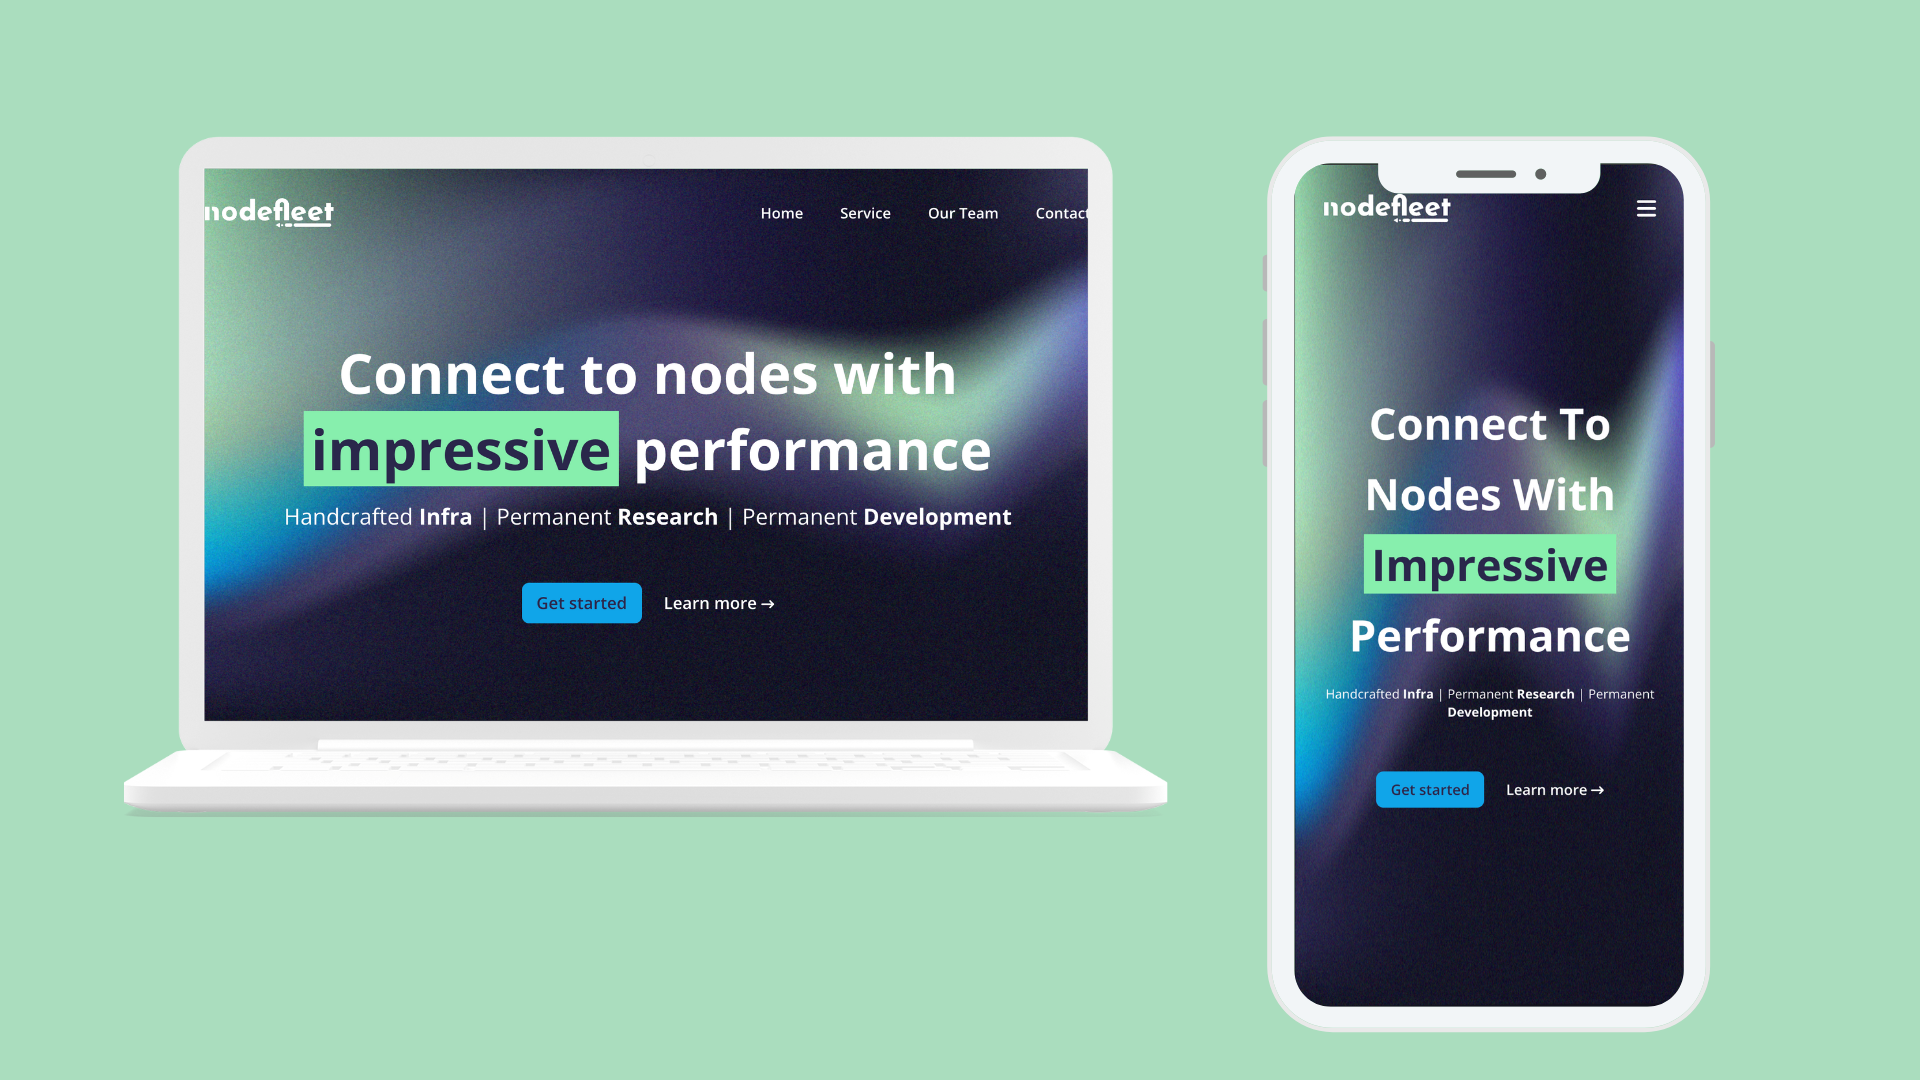 nodefleet
Home Service Our Team Contact
Connect to nodes with
impressive performance
Handcrafted Infra | Permanent Research | Permanent Development
Get started Learn more →
nodefleet
Connect To
Nodes With
Impressive
Performance
Handcrafted Infra | Permanent Research | Permanent
Development
Get started Learn more →